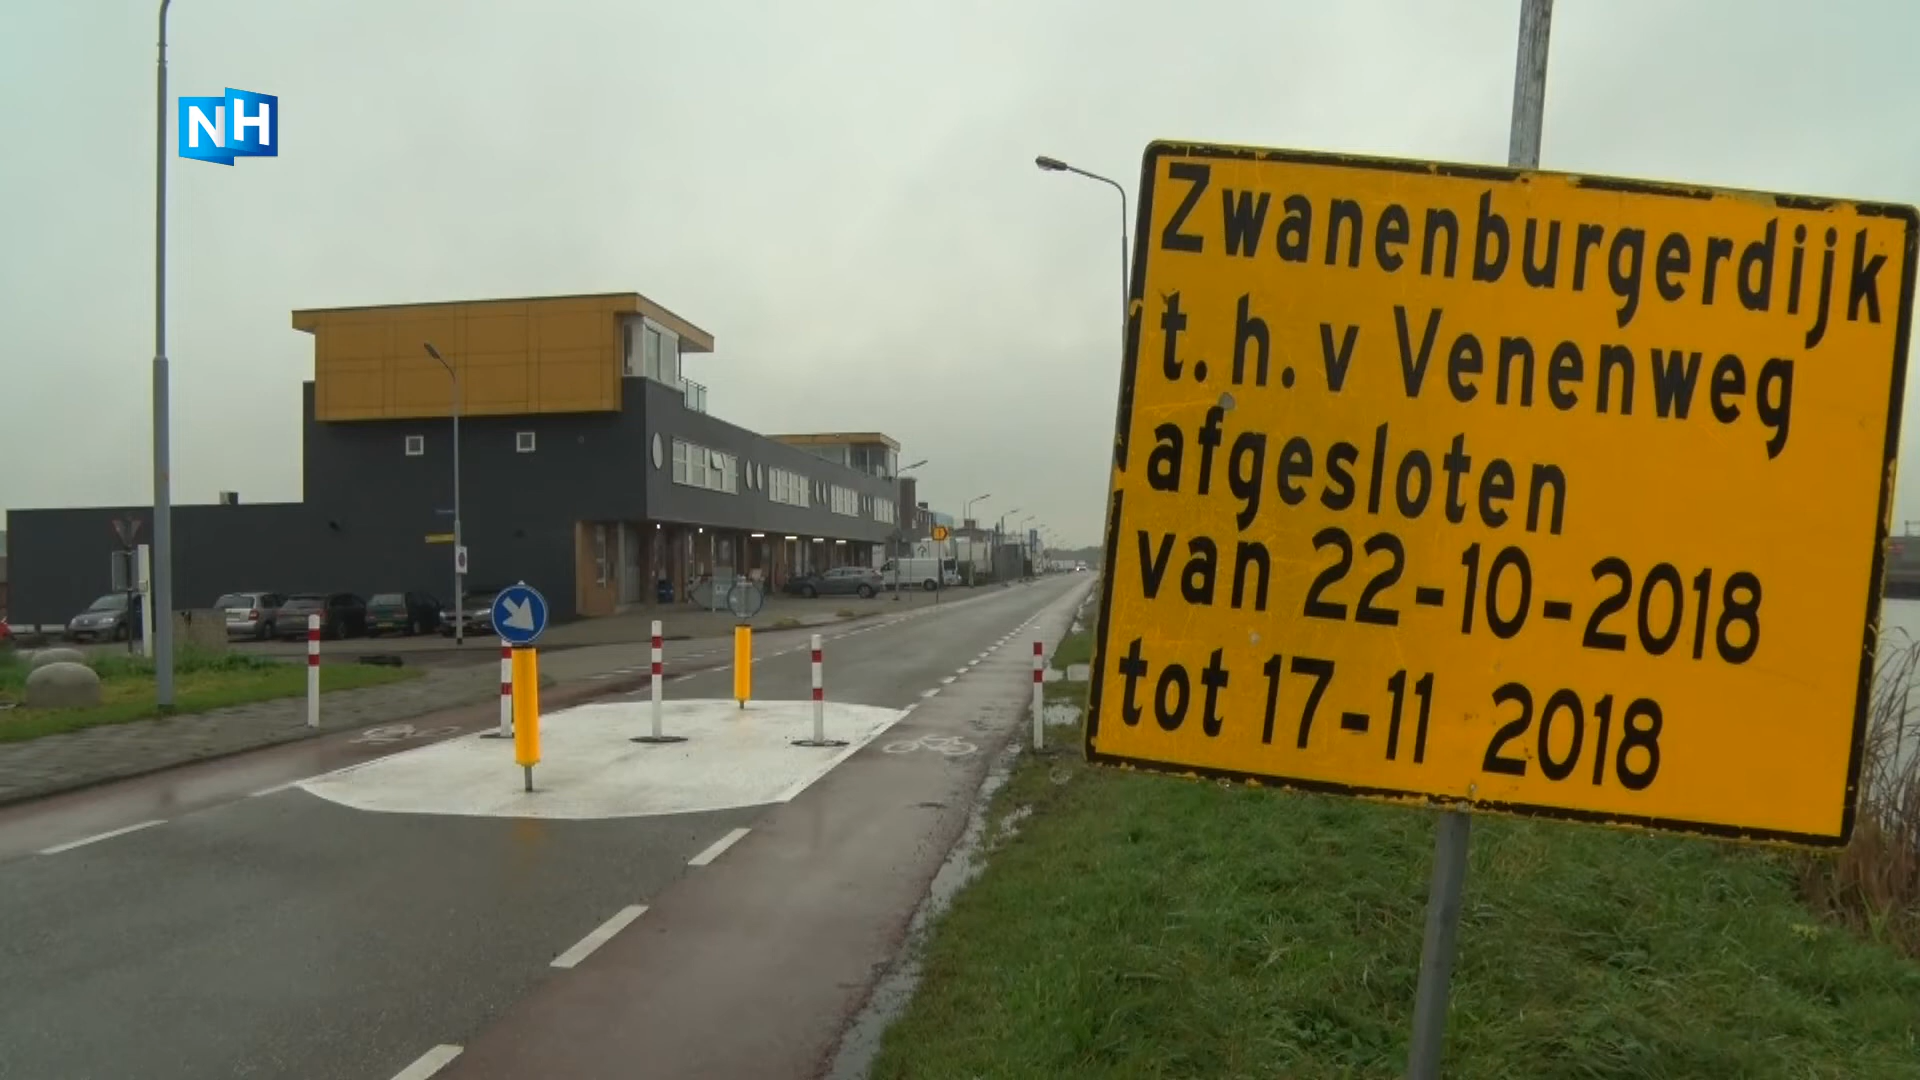 NH
Zwanenburgerdijk
t.h.v Venenweg
afgesloten
van 22-10-2018
tot 17-11 2018